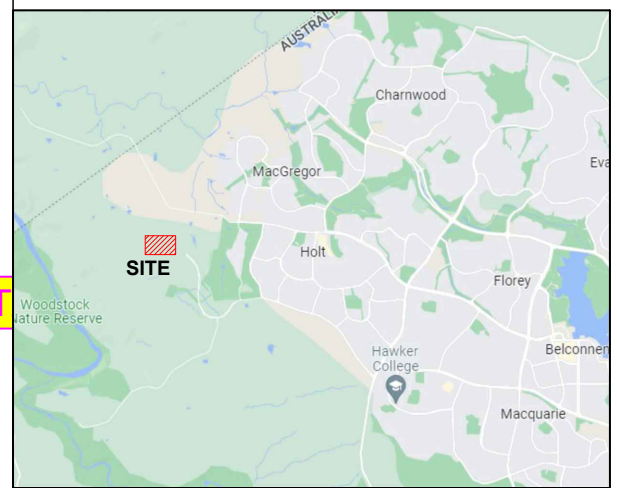 AUSTRALI
Charnwood
Eva
MacGregor
SITE
Holt
Florey
T
Woodstock
Nature Reserve
Belconnen
Hawker
College
Macquarie